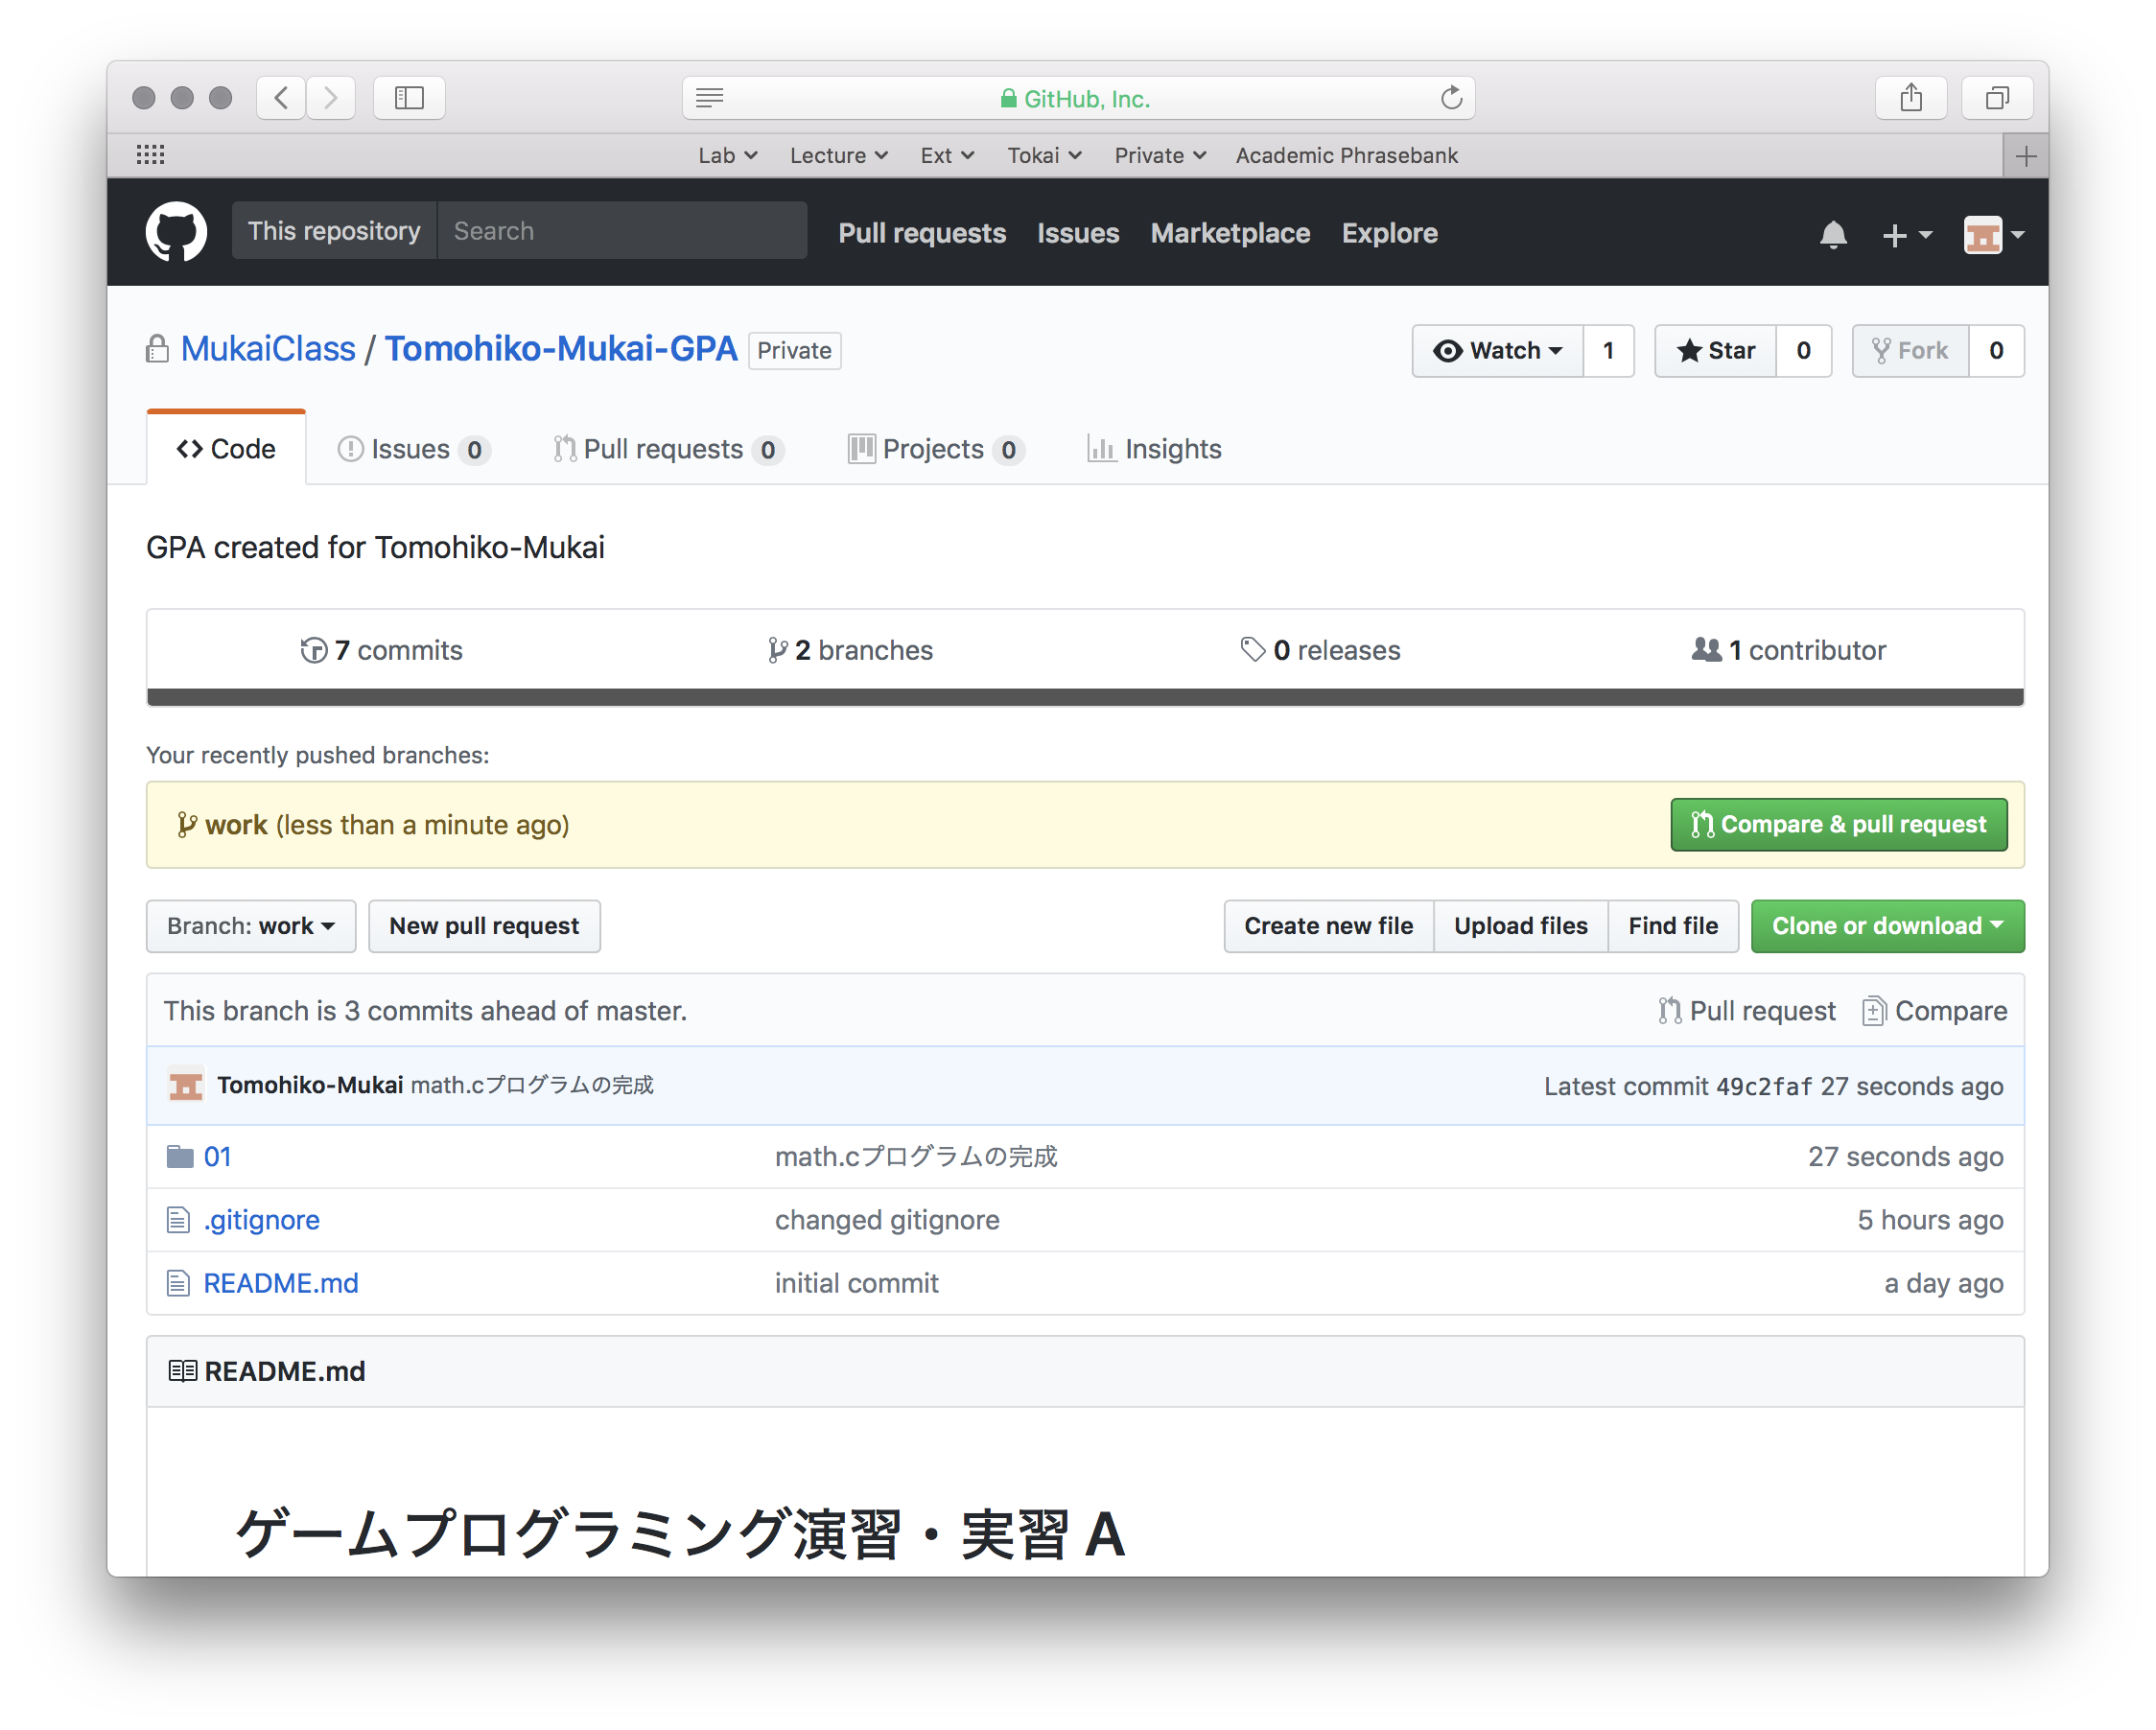 GitHub, Inc.
Lab Lecture Ext Tokai Private Academic Phrasebank
This repository Search Pull requests Issues Marketplace Explore
MukaiClass / Tomohiko-Mukai-GPA Private Watch 1 Star 0 Fork 0
Code Issues 0 Pull requests 0 Projects 0 Insights
GPA created for Tomohiko-Mukai
7 commits 2 branches 0 releases 1 contributor
Your recently pushed branches:
work (less than a minute ago) Compare & pull request
Branch: work New pull request Create new file Upload files Find file Clone or download
This branch is 3 commits ahead of master. Pull request Compare
Tomohiko-Mukai math.cプログラムの完成 Latest commit 49c2faf 27 seconds ago
01 math.cプログラムの完成 27 seconds ago
.gitignore changed gitignore 5 hours ago
README.md initial commit a day ago
README.md
ゲームプログラミング演習・実習 A